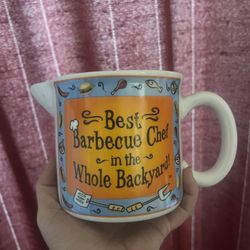 Best
Barbecue Chef
in the
Whole Backyard!